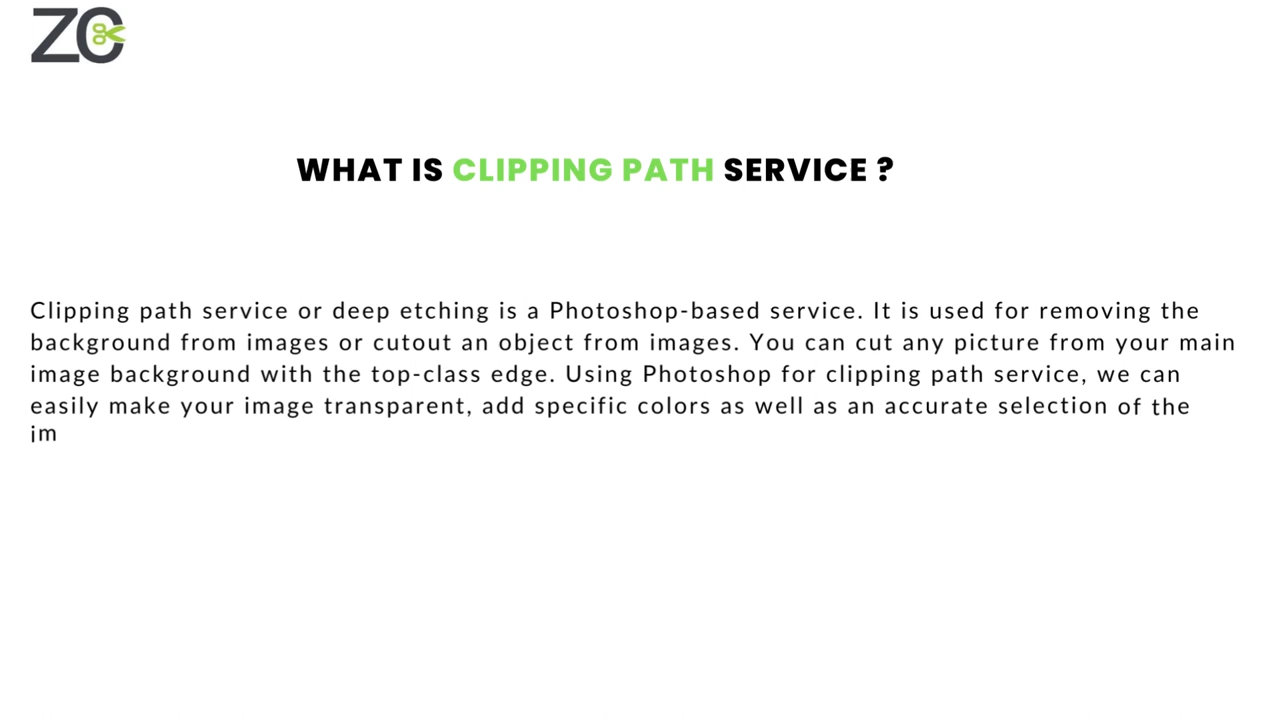 ZC
WHAT IS CLIPPING PATH SERVICE ?
Clipping path service or deep etching is a Photoshop-based service. It is used for removing the
background from images or cutout an object from images. You can cut any picture from your main
image background with the top-class edge. Using Photoshop for clipping path service, we can
easily make your image transparent, add specific colors as well as an accurate selection of the
im